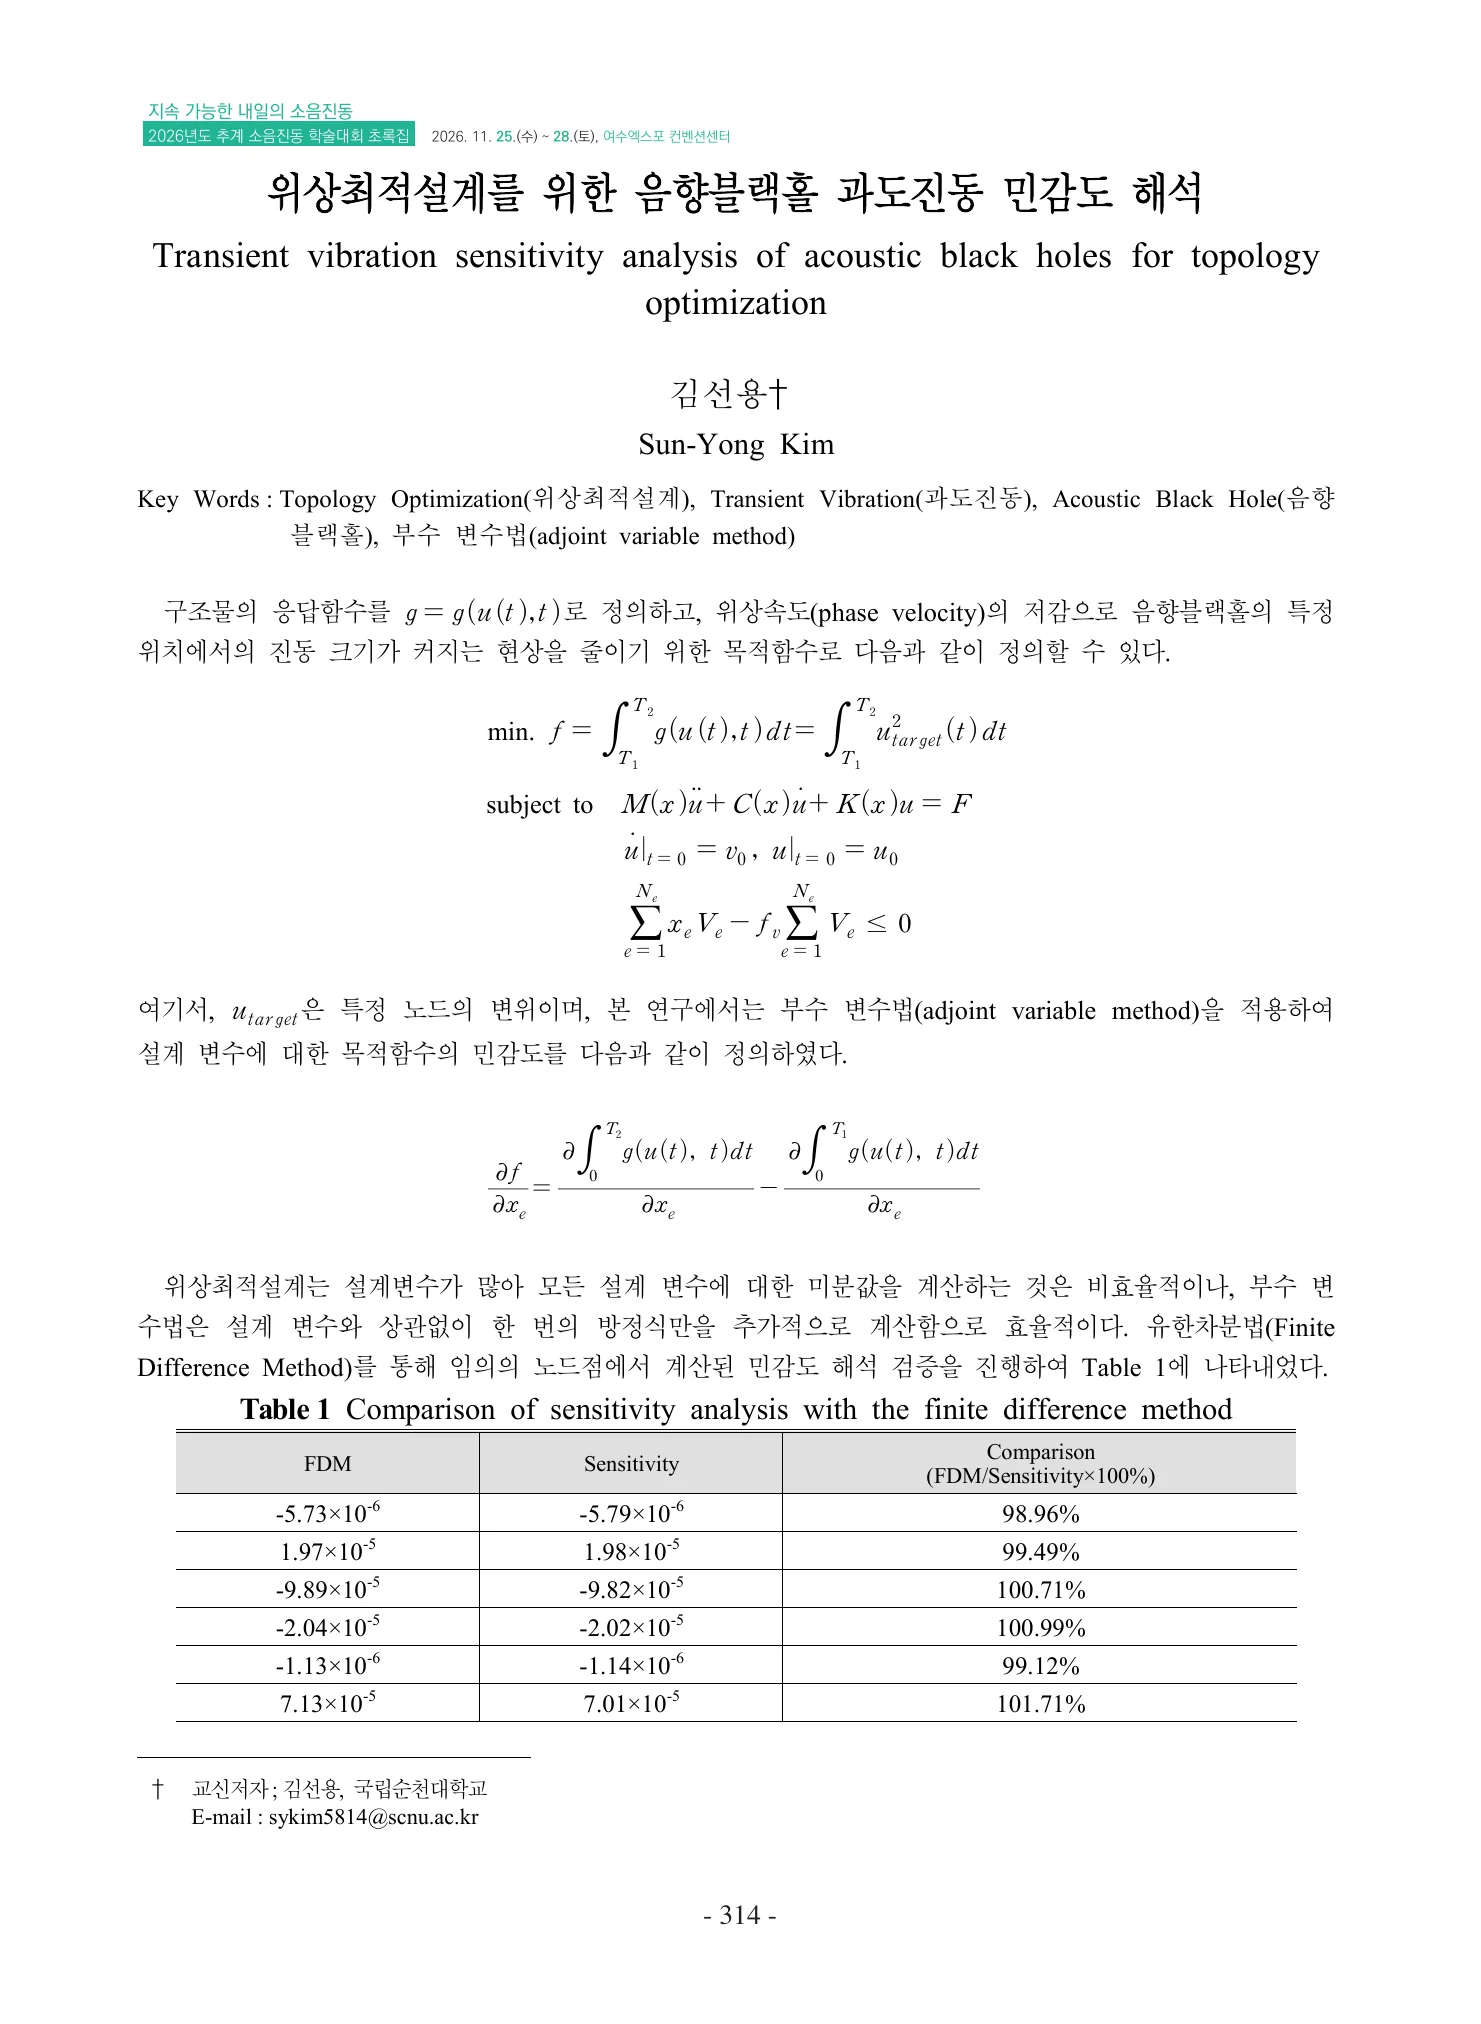 지속 가능한 내일의 소음진동
2026년도 추계 소음진동 학술대회 초록집 2026. 11. 25.(수) ~ 28.(토), 여수엑스포 컨벤션센터
위상최적설계를 위한 음향블랙홀 과도진동 민감도 해석
Transient vibration sensitivity analysis of acoustic black holes for topology
optimization
김선용†
Sun-Yong Kim
Key Words : Topology Optimization(위상최적설계), Transient Vibration(과도진동), Acoustic Black Hole(음향
블랙홀), 부수 변수법(adjoint variable method)
구조물의 응답함수를 g = g(u(t),t)로 정의하고, 위상속도(phase velocity)의 저감으로 음향블랙홀의 특정
위치에서의 진동 크기가 커지는 현상을 줄이기 위한 목적함수로 다음과 같이 정의할 수 있다.
min. f = ∫_{T_1}^{T_2} g(u(t),t)dt = ∫_{T_1}^{T_2} u_{target}^2(t)dt
subject to M(x)ü + C(x)u̇ + K(x)u = F
u̇|_{t=0} = v_0 , u|_{t=0} = u_0
∑_{e=1}^{N_e} x_e V_e − f_v ∑_{e=1}^{N_e} V_e ≤ 0
여기서, u_{target}은 특정 노드의 변위이며, 본 연구에서는 부수 변수법(adjoint variable method)을 적용하여
설계 변수에 대한 목적함수의 민감도를 다음과 같이 정의하였다.
∂f/∂x_e = ∂∫_0^{T_2} g(u(t), t)dt / ∂x_e − ∂∫_0^{T_1} g(u(t), t)dt / ∂x_e
위상최적설계는 설계변수가 많아 모든 설계 변수에 대한 미분값을 계산하는 것은 비효율적이나, 부수 변
수법은 설계 변수와 상관없이 한 번의 방정식만을 추가적으로 계산함으로 효율적이다. 유한차분법(Finite
Difference Method)를 통해 임의의 노드점에서 계산된 민감도 해석 검증을 진행하여 Table 1에 나타내었다.
Table 1 Comparison of sensitivity analysis with the finite difference method
FDM Sensitivity Comparison
(FDM/Sensitivity×100%)
-5.73×10^-6 -5.79×10^-6 98.96%
1.97×10^-5 1.98×10^-5 99.49%
-9.89×10^-5 -9.82×10^-5 100.71%
-2.04×10^-5 -2.02×10^-5 100.99%
-1.13×10^-6 -1.14×10^-6 99.12%
7.13×10^-5 7.01×10^-5 101.71%
† 교신저자 ; 김선용, 국립순천대학교
E-mail : sykim5814@scnu.ac.kr
- 314 -